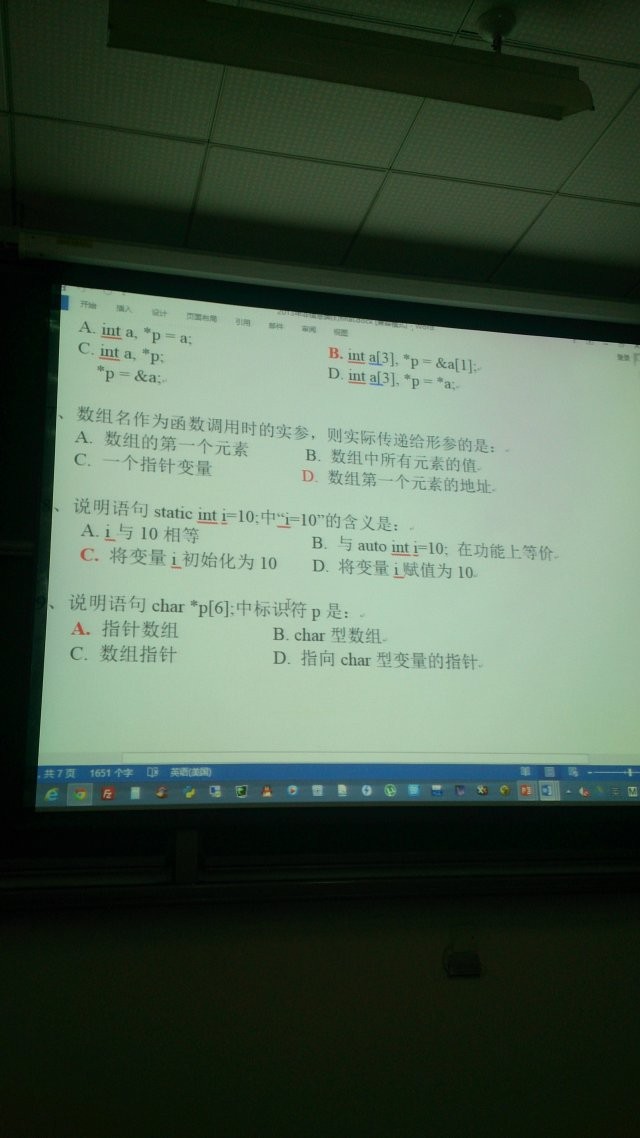 开始 插入 设计 页面布局 引用 邮件 审阅 视图
A. int a, *p = a;
B. int a[3], *p = &a[1];
C. int a, *p;
*p = &a;
D. int a[3], *p = *a;
、数组名作为函数调用时的实参，则实际传递给形参的是：
A. 数组的第一个元素
B. 数组中所有元素的值
C. 一个指针变量
D. 数组第一个元素的地址
、说明语句 static int i=10;中“i=10”的含义是：
A. i 与 10 相等
B. 与 auto int i=10; 在功能上等价
C. 将变量 i 初始化为 10
D. 将变量 i 赋值为 10
9、说明语句 char *p[6];中标识符 p 是：
A. 指针数组
B. char 型数组
C. 数组指针
D. 指向 char 型变量的指针
共 7 页 1651 个字 英语(美国)